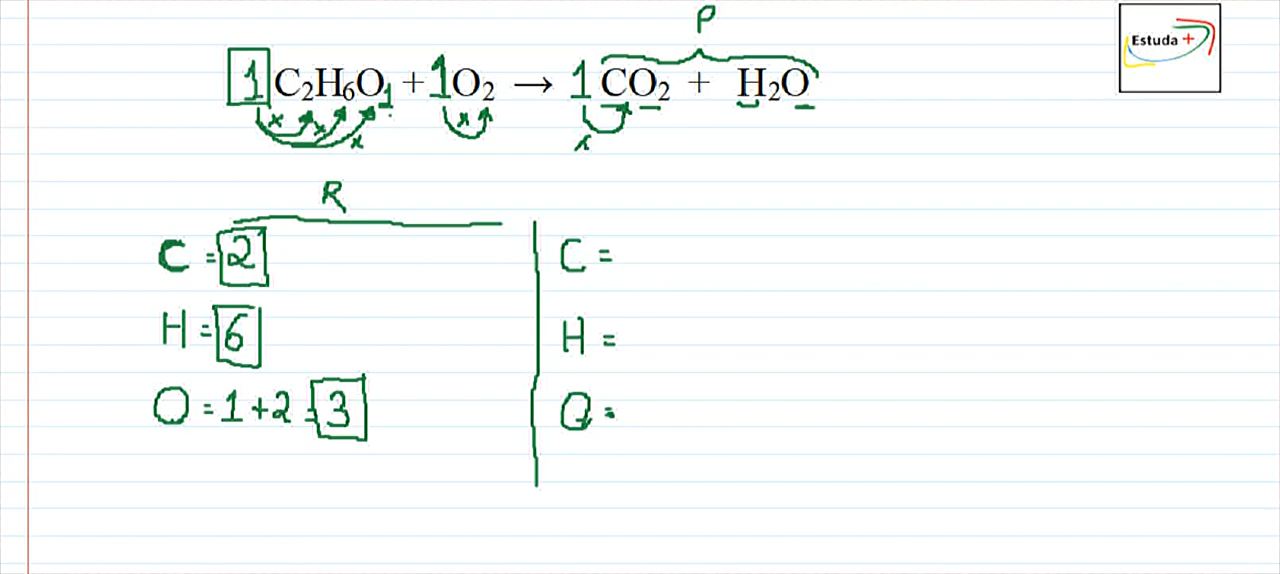 P
Estuda +
1 C2H6O1 + 1O2 → 1 CO2 + H2O
x x x x x
R
C = 2 C =
H = 6 H =
O = 1 + 2 = 3 O =